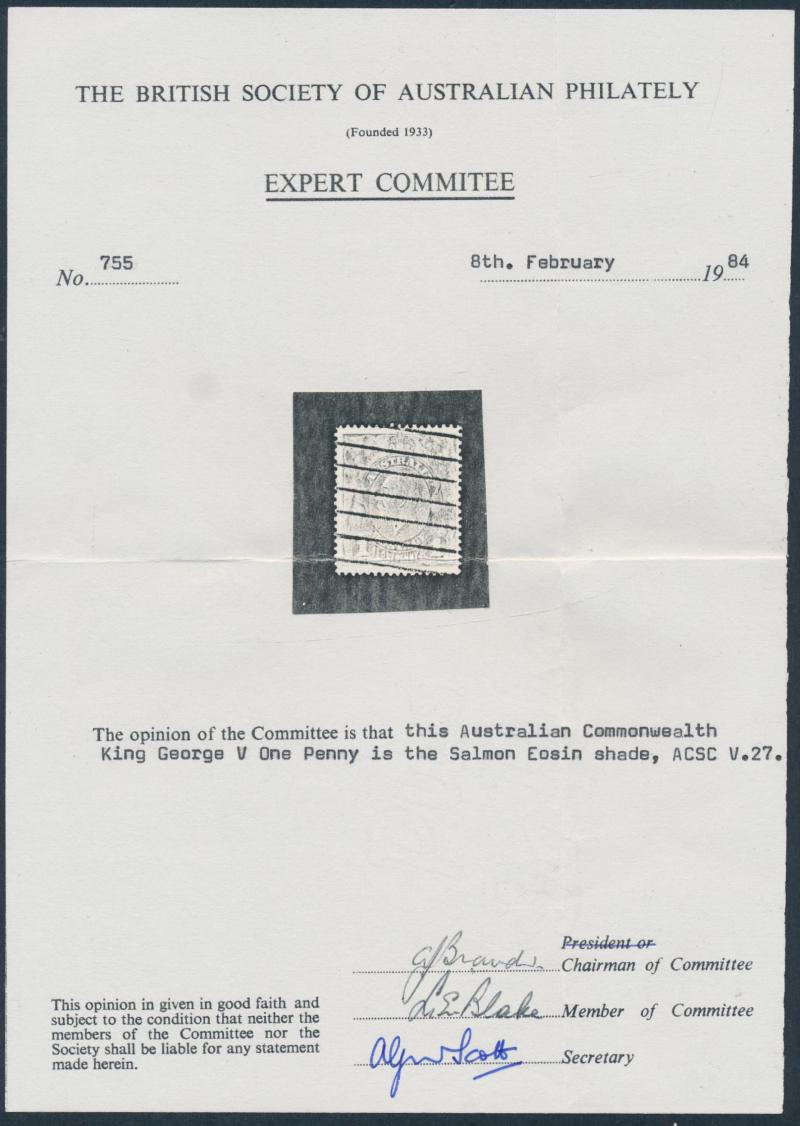 THE BRITISH SOCIETY OF AUSTRALIAN PHILATELY
(Founded 1933)
EXPERT COMMITEE
No. 755
8th. February 1984
AUSTRALIA
The opinion of the Committee is that this Australian Commonwealth
King George V One Penny is the Salmon Eosin shade, ACSC V.27.
President or
Chairman of Committee
L.E. Blake Member of Committee
Scott Secretary
This opinion in given in good faith and
subject to the condition that neither the
members of the Committee nor the
Society shall be liable for any statement
made herein.